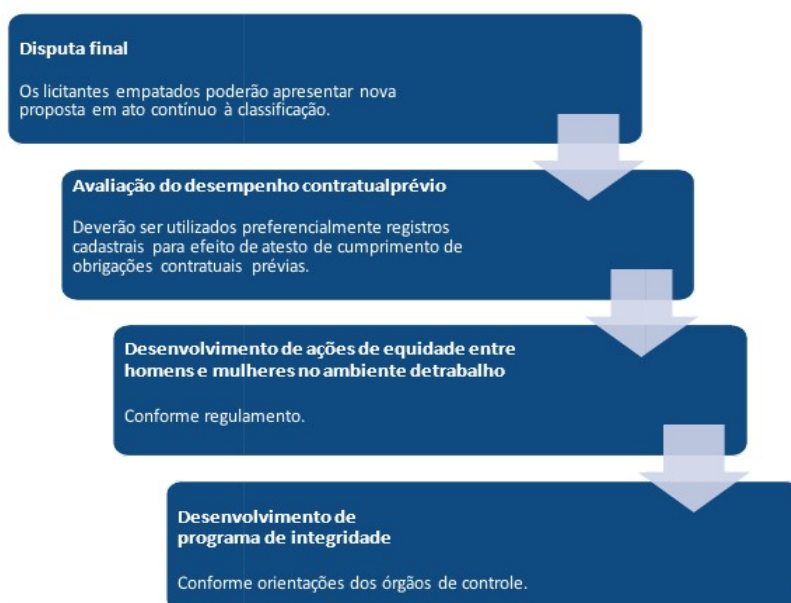 Disputa final
Os licitantes empatados poderão apresentar nova
proposta em ato contínuo à classificação.
Avaliação do desempenho contratualprévio
Deverão ser utilizados preferencialmente registros
cadastrais para efeito de atesto de cumprimento de
obrigações contratuais prévias.
Desenvolvimento de ações de equidade entre
homens e mulheres no ambiente detrabalho
Conforme regulamento.
Desenvolvimento de
programa de integridade
Conforme orientações dos órgãos de controle.